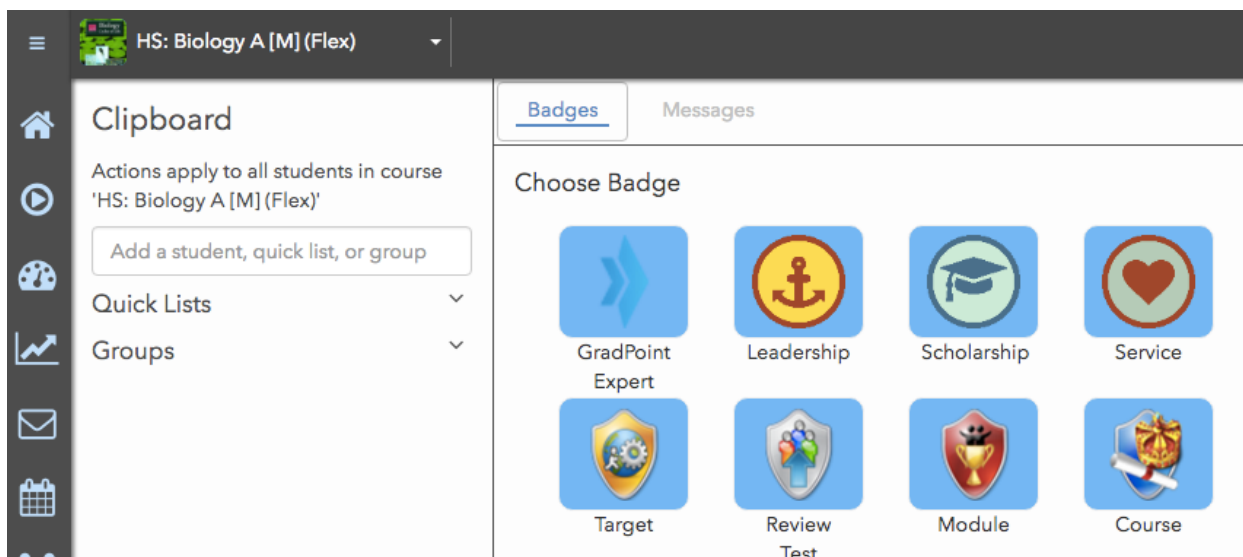 HS: Biology A [M] (Flex)
Clipboard
Actions apply to all students in course
'HS: Biology A [M] (Flex)'
Add a student, quick list, or group
Quick Lists
Groups
Badges
Messages
Choose Badge
GradPoint
Expert
Leadership
Scholarship
Service
Target
Review
Test
Module
Course